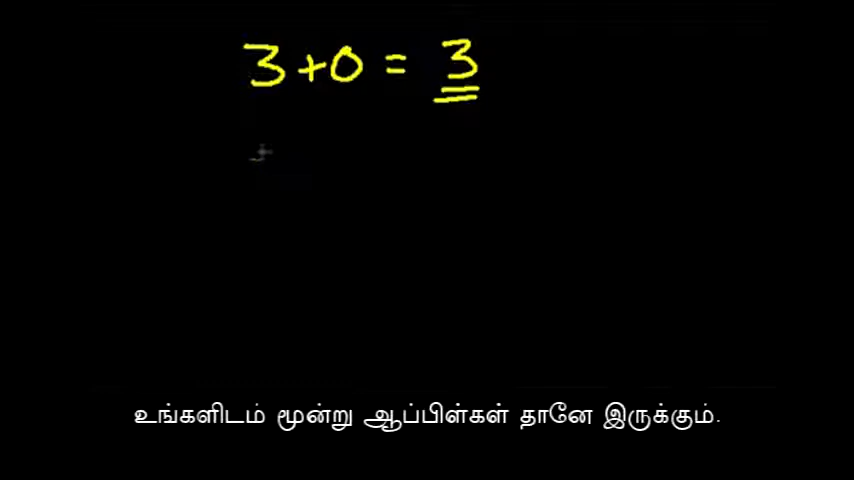 3+0 = 3
உங்களிடம் மூன்று ஆப்பிள்கள் தானே இருக்கும்.